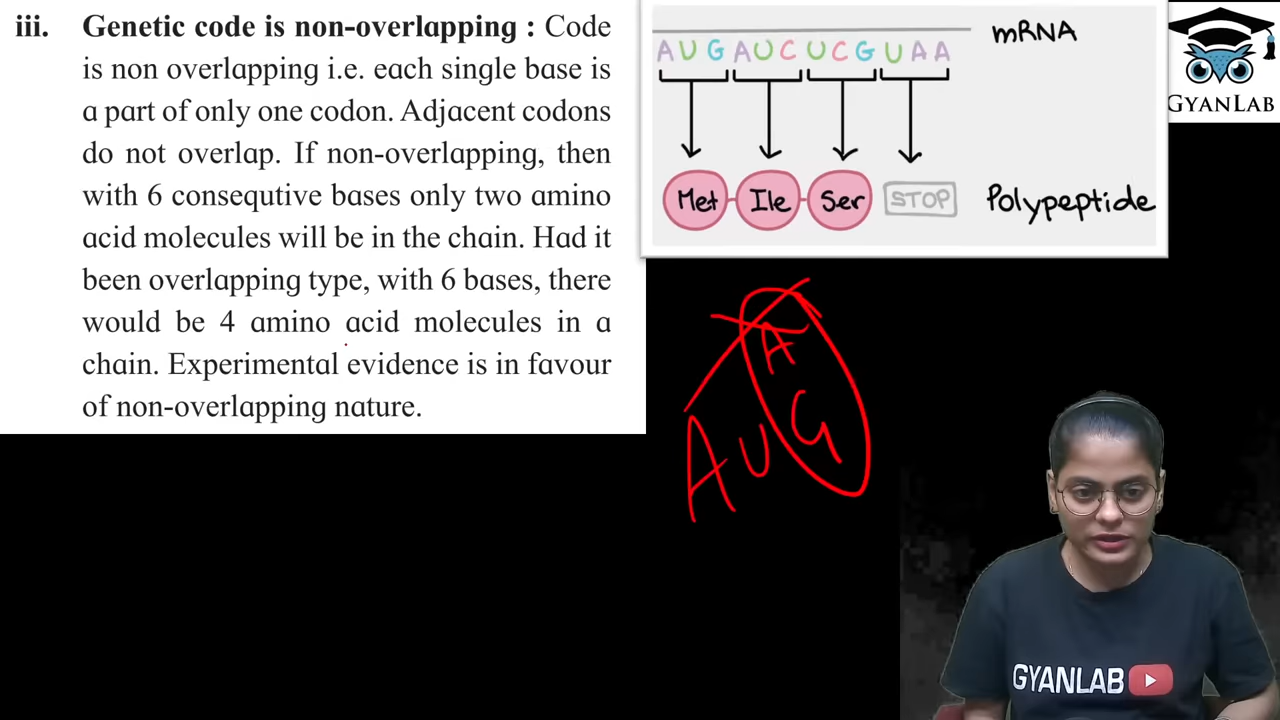 iii. Genetic code is non-overlapping : Code
is non overlapping i.e. each single base is
a part of only one codon. Adjacent codons
do not overlap. If non-overlapping, then
with 6 consequtive bases only two amino
acid molecules will be in the chain. Had it
been overlapping type, with 6 bases, there
would be 4 amino acid molecules in a
chain. Experimental evidence is in favour
of non-overlapping nature.
mRNA
A U G A U C U C G U A A
Met Ile Ser STOP Polypeptide
GYANLAB
A
A U G
GYANLAB